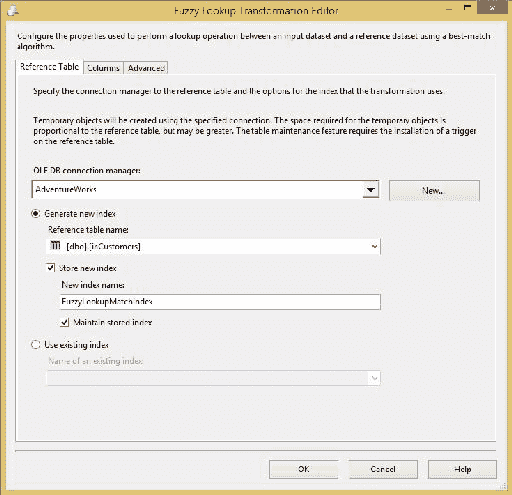 Fuzzy Lookup Transformation Editor
Configure the properties used to perform a lookup operation between an input dataset and a reference dataset using a best-match
algorithm.
Reference Table Columns Advanced
Specify the connection manager to the reference table and the options for the index that the transformation uses.
Temporary objects will be created using the specified connection. The space required for the temporary objects is
proportional to the reference table, but may be greater. The table maintenance feature requires the installation of a trigger
on the reference table.
OLE DB connection manager:
AdventureWorks
New...
Generate new index
Reference table name:
[dbo].[isCustomers]
Store new index
New index name:
FuzzyLookupMatchIndex
Maintain stored index
Use existing index
Name of an existing index:
OK Cancel Help